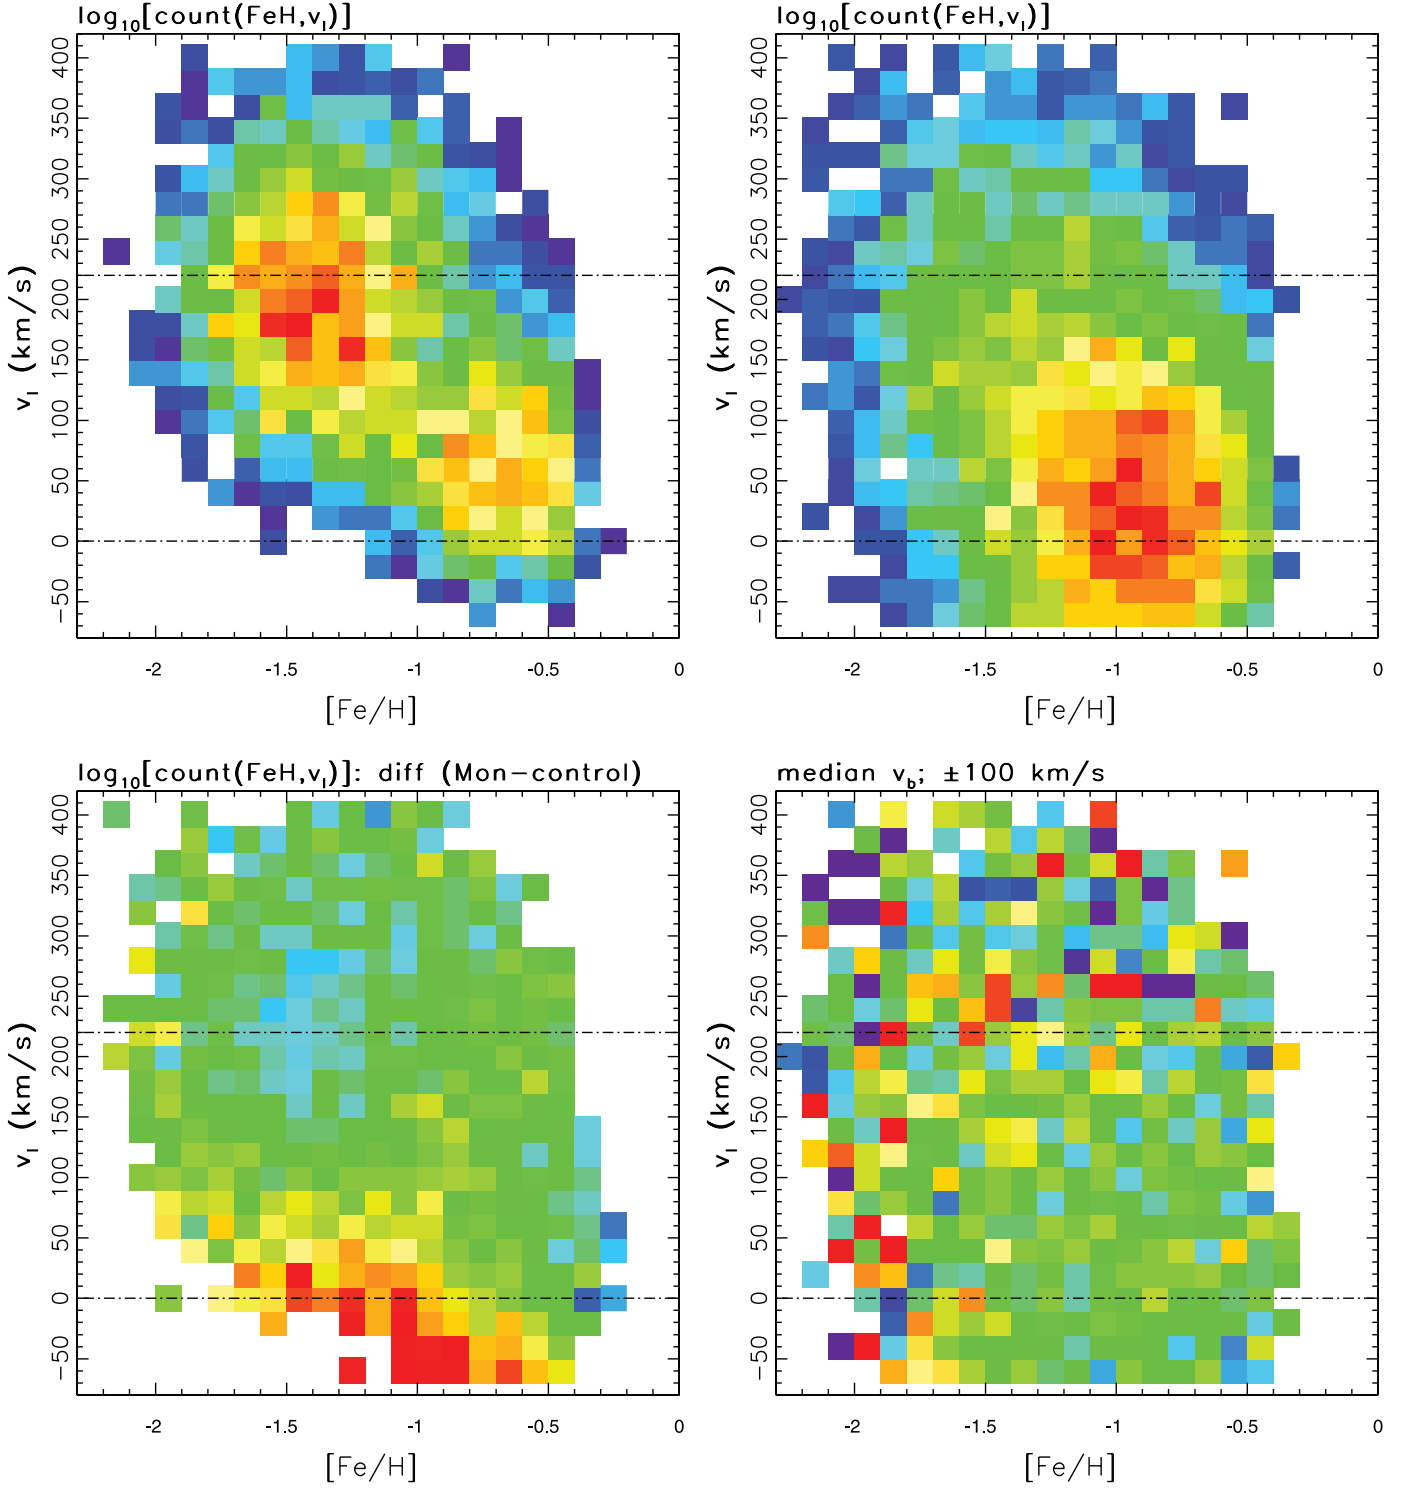 log₁₀[count(FeH,vₗ)]
400
350
300
250
200
150
100
50
0
−50
vₗ (km/s)
-2 -1.5 -1 -0.5 0
[Fe/H]
log₁₀[count(FeH,vₗ)]
400
350
300
250
200
150
100
50
0
−50
vₗ (km/s)
-2 -1.5 -1 -0.5 0
[Fe/H]
log₁₀[count(FeH,vₗ)]: diff (Mon−control)
400
350
300
250
200
150
100
50
0
−50
vₗ (km/s)
-2 -1.5 -1 -0.5 0
[Fe/H]
median v_b; ±100 km/s
400
350
300
250
200
150
100
50
0
−50
vₗ (km/s)
-2 -1.5 -1 -0.5 0
[Fe/H]